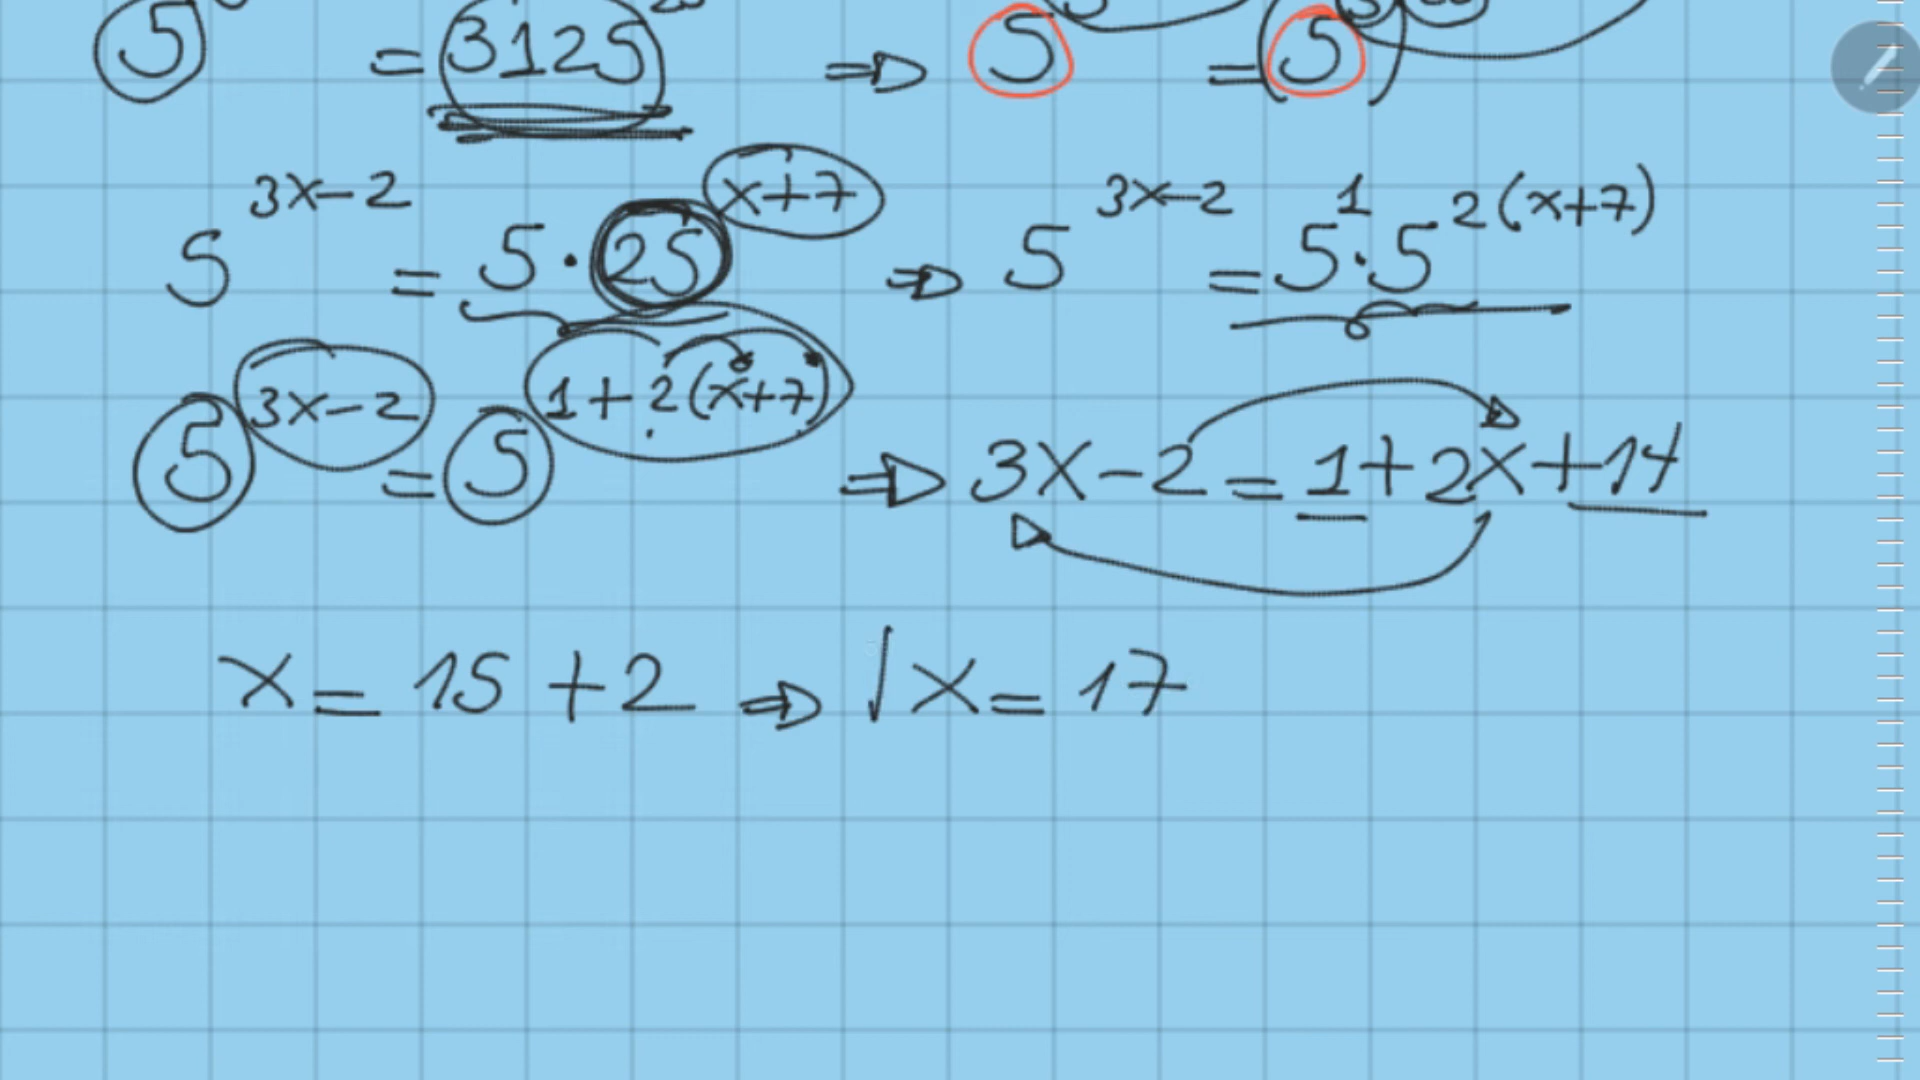 5 = 3125 ⇒ 5 = (5 )
5^{3x-2} = 5·25^{x+7} ⇒ 5^{3x-2} = 5^1·5^{2(x+7)}
5^{3x-2} = 5^{1+2(x+7)} ⇒ 3x-2 = 1+2x+14
x = 15+2 ⇒ x = 17